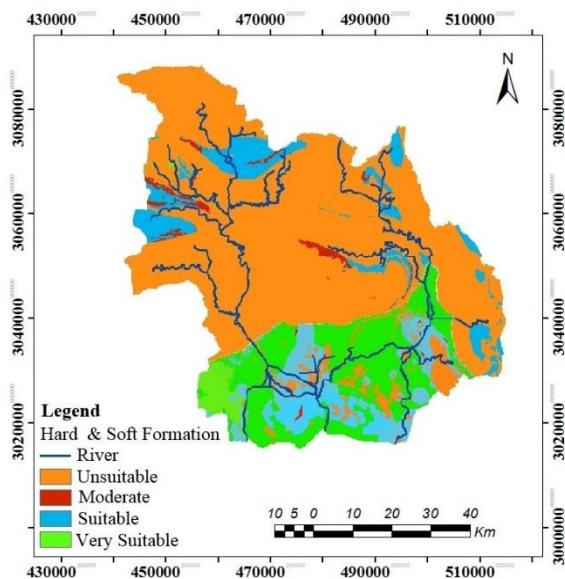 430000 450000 470000 490000 510000
N
3080000 3080000
3060000 3060000
3040000 3040000
3020000 3020000
3000000 3000000
Legend
Hard & Soft Formation
River
Unsuitable
Moderate
Suitable
Very Suitable
10 5 0 10 20 30 40
Km
430000 450000 470000 490000 510000